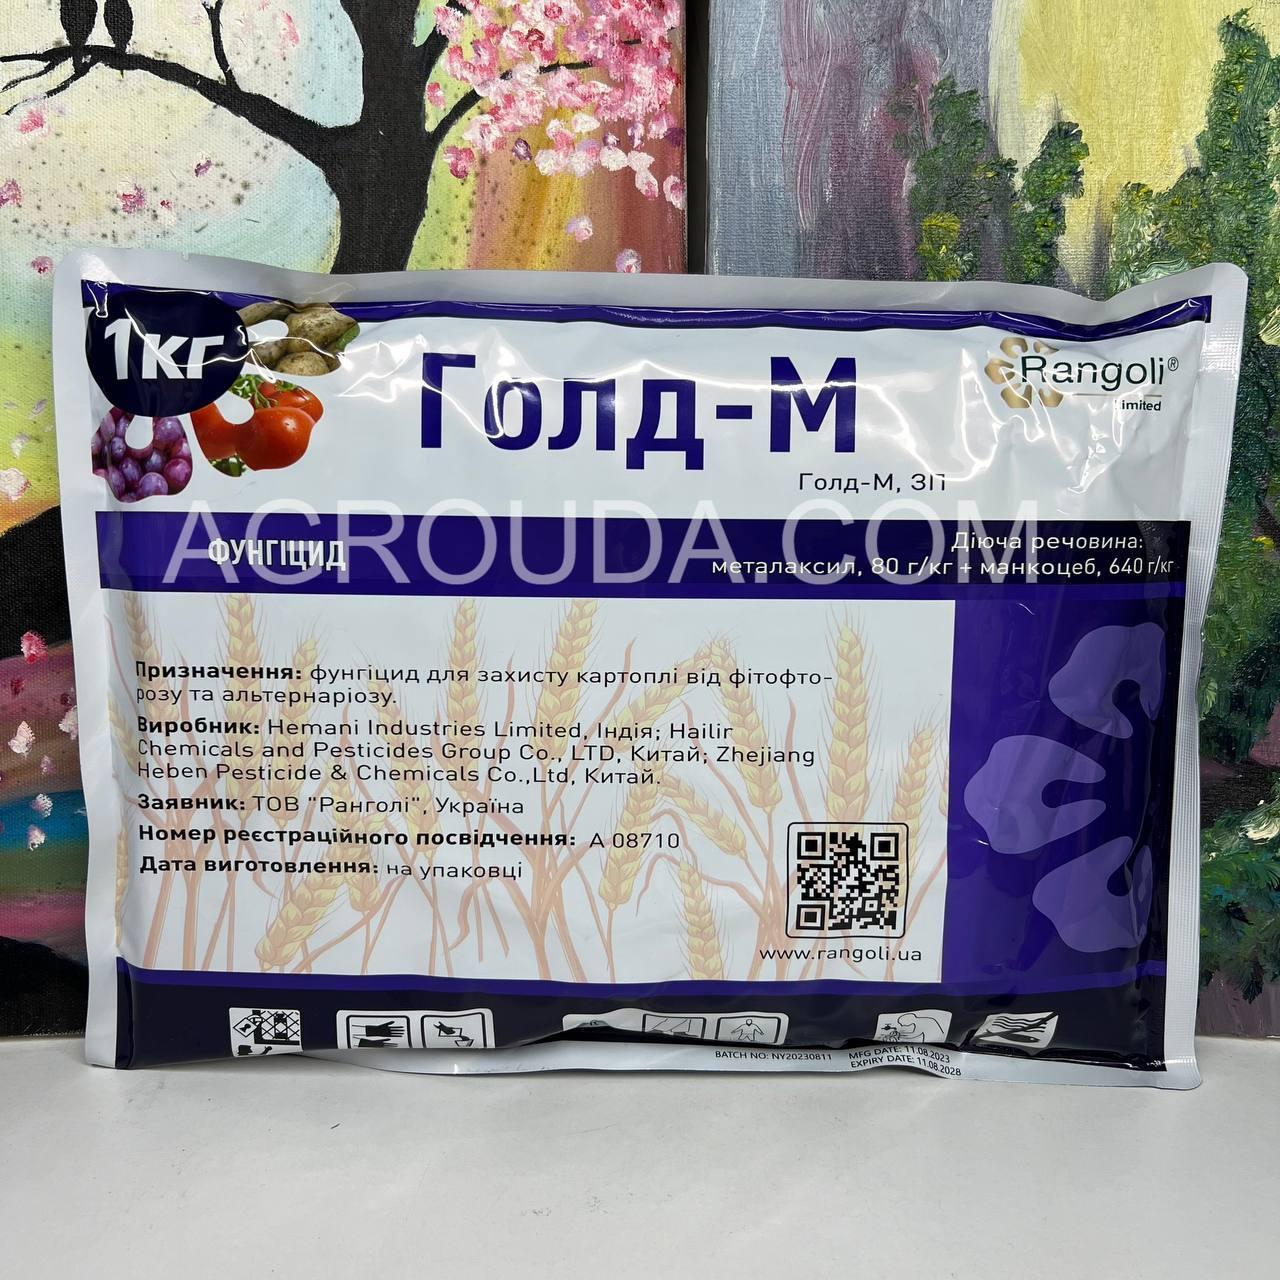 1кг
Голд-М
Rangoli®
Limited
Голд-М, ЗП
AGROUDA.COM
ФУНГІЦИД
Діюча речовина:
металаксил, 80 г/кг + манкоцеб, 640 г/кг
Призначення: фунгіцид для захисту картоплі від фітофто-
розу та альтернаріозу.
Виробник: Hemani Industries Limited, Індія; Hailir
Chemicals and Pesticides Group Co., LTD, Китай; Zhejiang
Heben Pesticide & Chemicals Co.,Ltd, Китай.
Заявник: ТОВ "Ранголі", Україна
Номер реєстраційного посвідчення: А 08710
Дата виготовлення: на упаковці
www.rangoli.ua
BATCH NO: NY20230811
MFG DATE: 11.08.2023
EXPIRY DATE: 11.08.2028